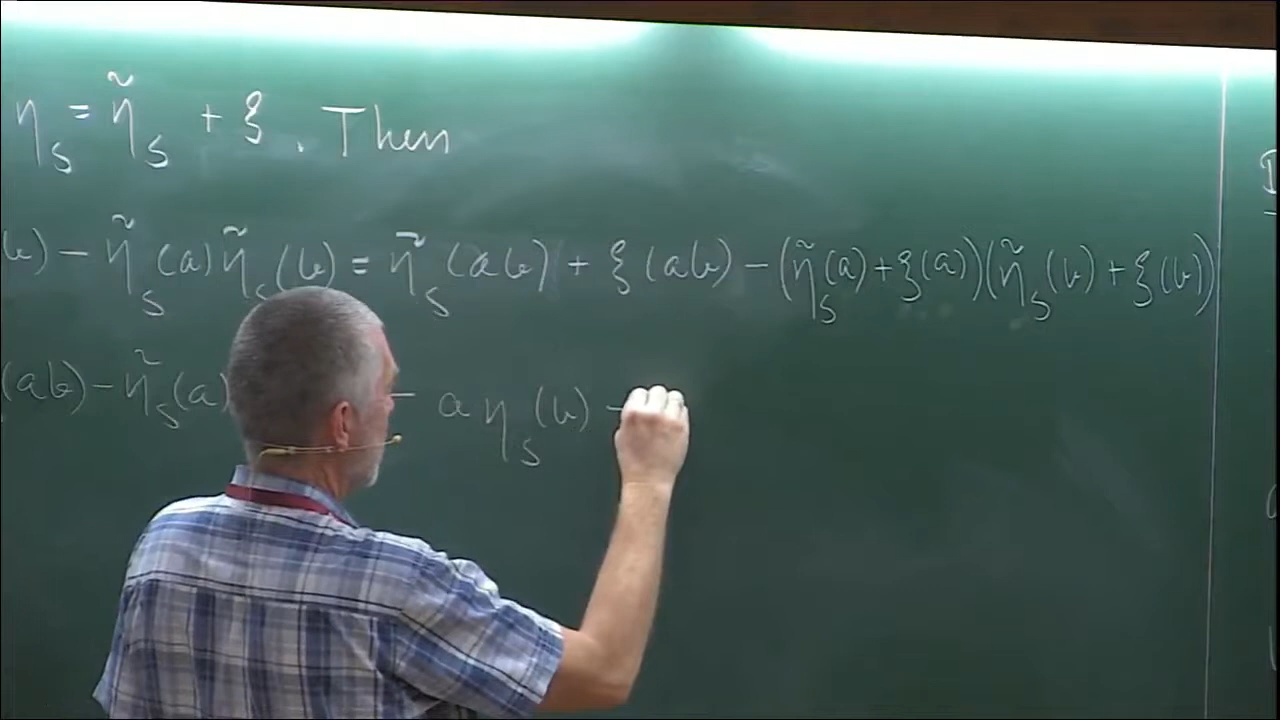 η_s = η̃_s + ξ. Then
b) − η̃_s(a) η̃_s(b) = η̃_s(ab) + ξ(ab) − (η̃_s(a) + ξ(a))(η̃_s(b) + ξ(b))
(ab) − η̃_s(a) − a η_s(b) −